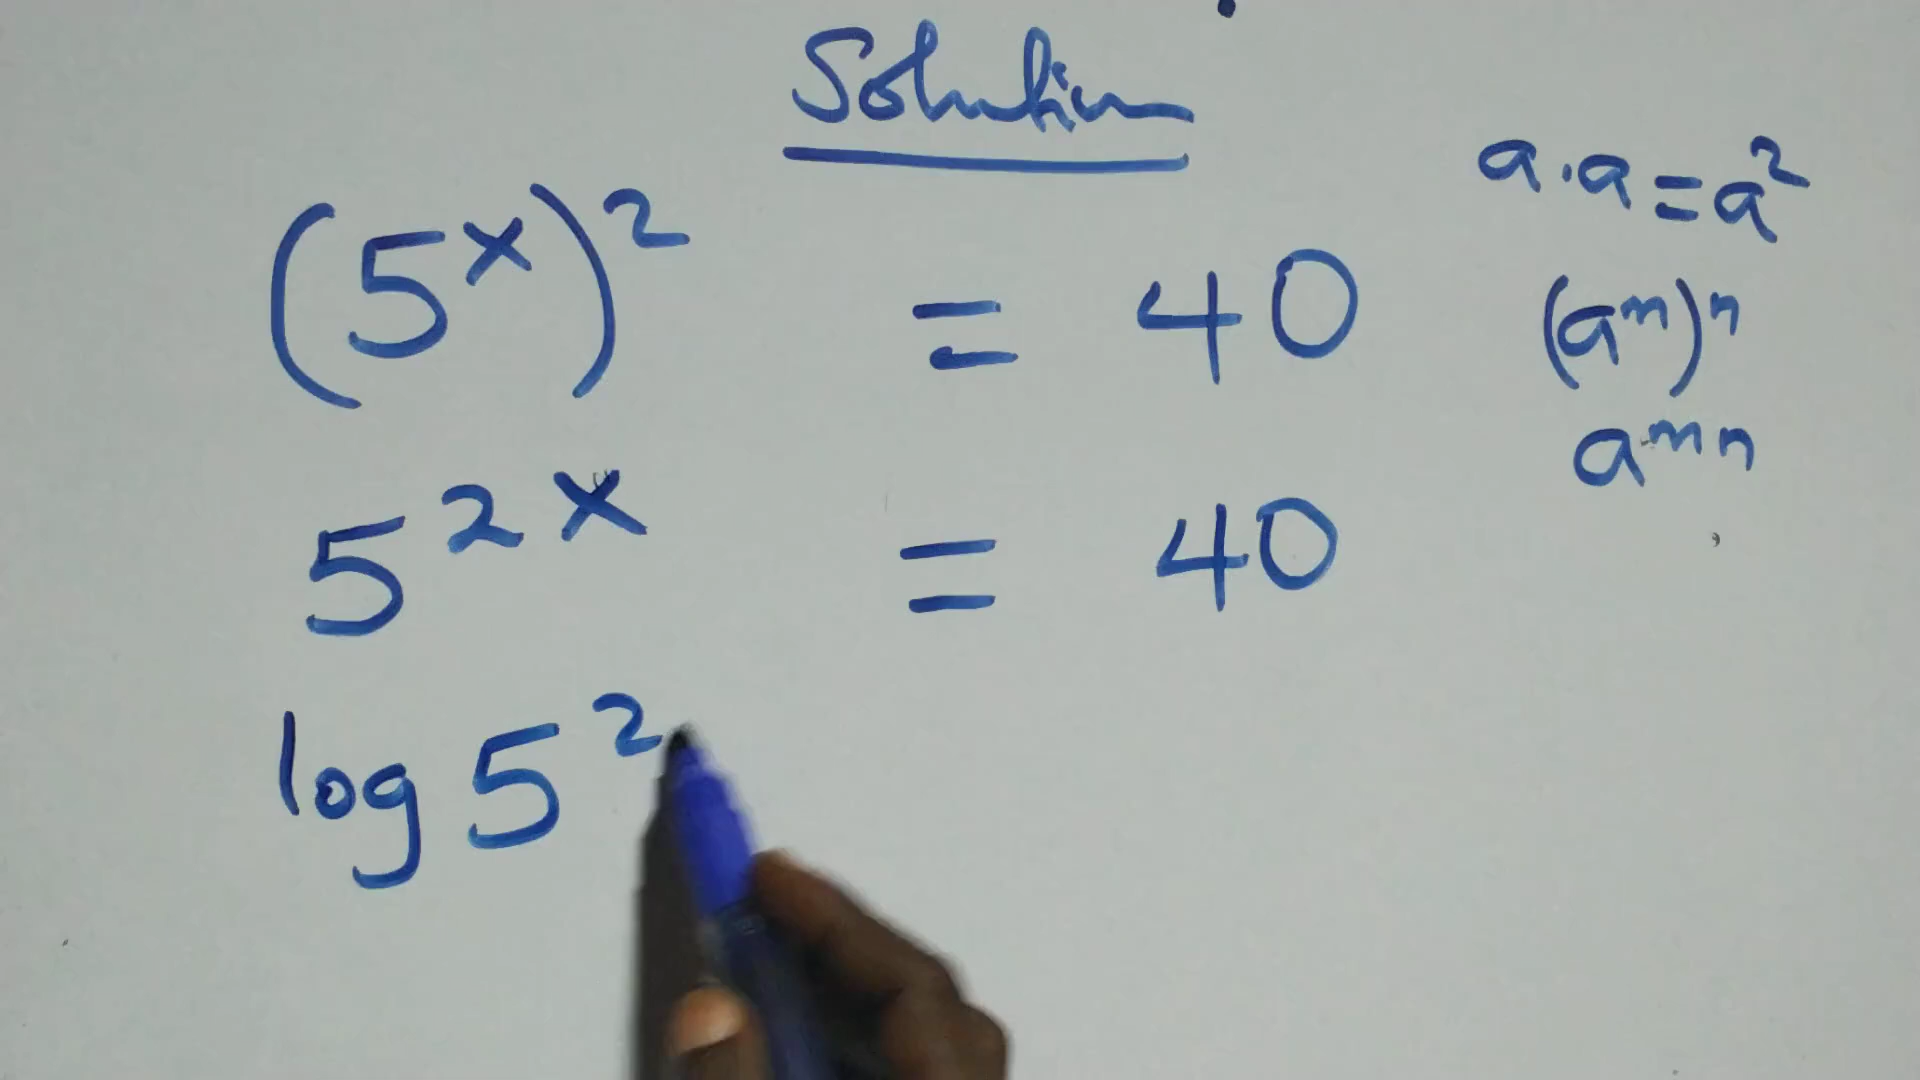 Solution
(5^x)^2 = 40
a.a = a^2
(a^m)^n
a^mn
5^2x = 40
log 5^2